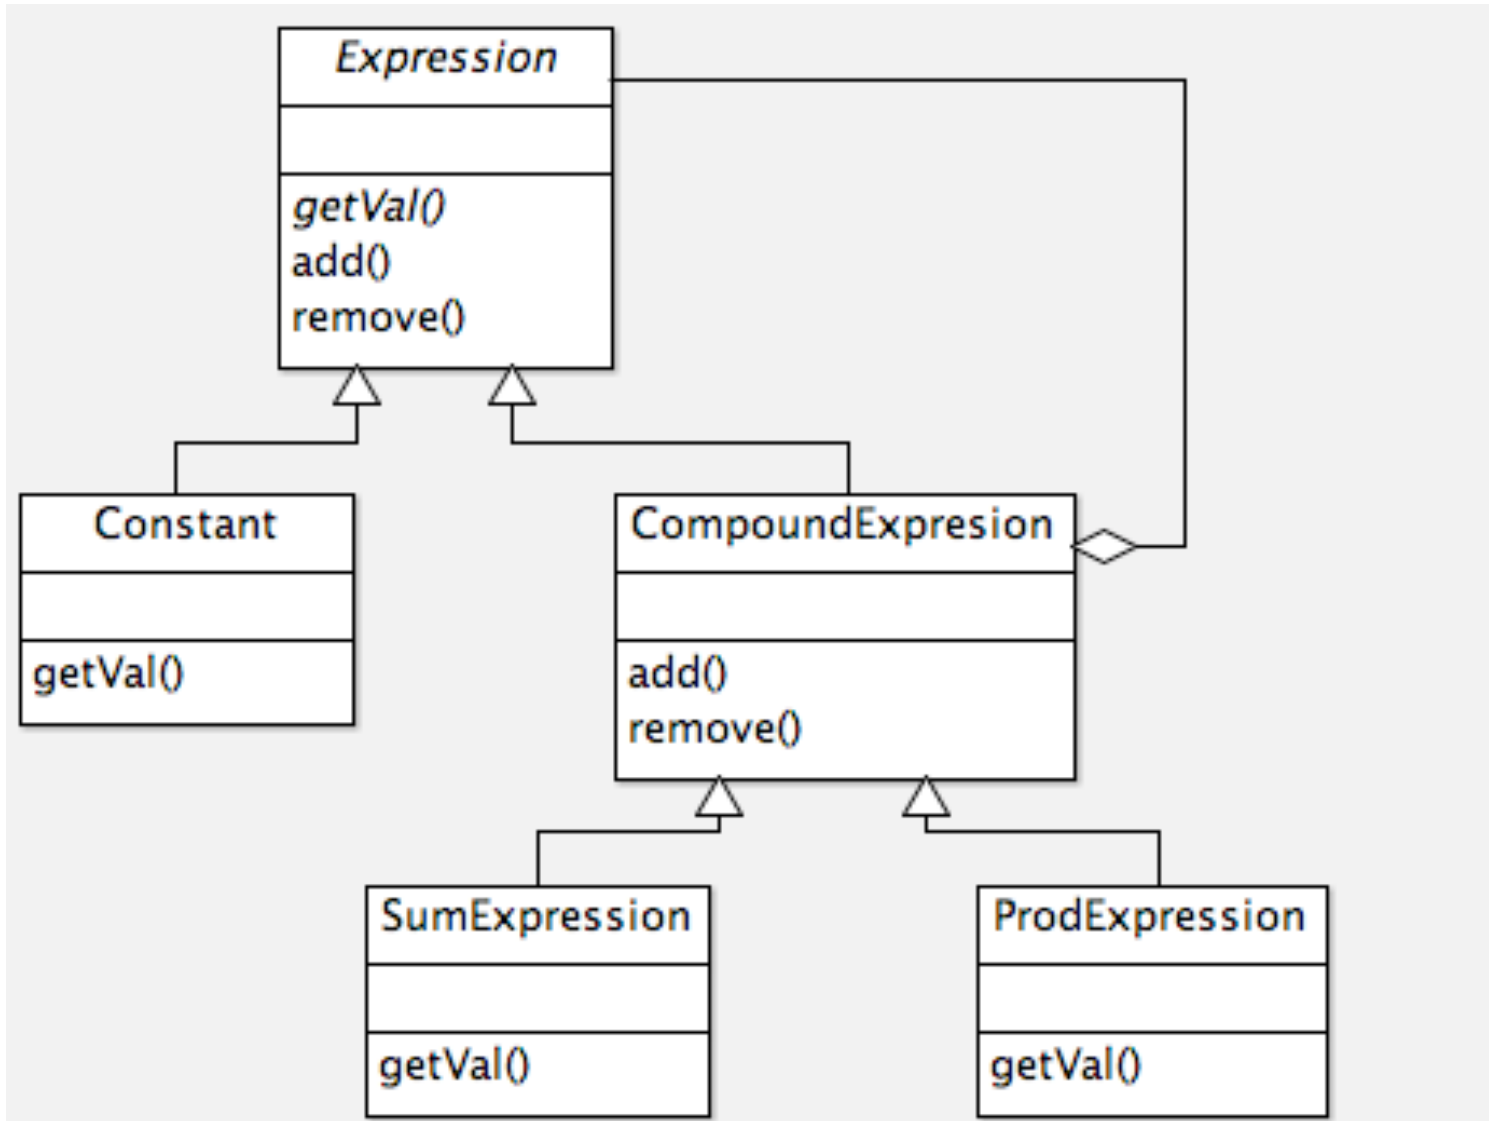 Expression
getVal()
add()
remove()
Constant
getVal()
CompoundExpresion
add()
remove()
SumExpression
getVal()
ProdExpression
getVal()